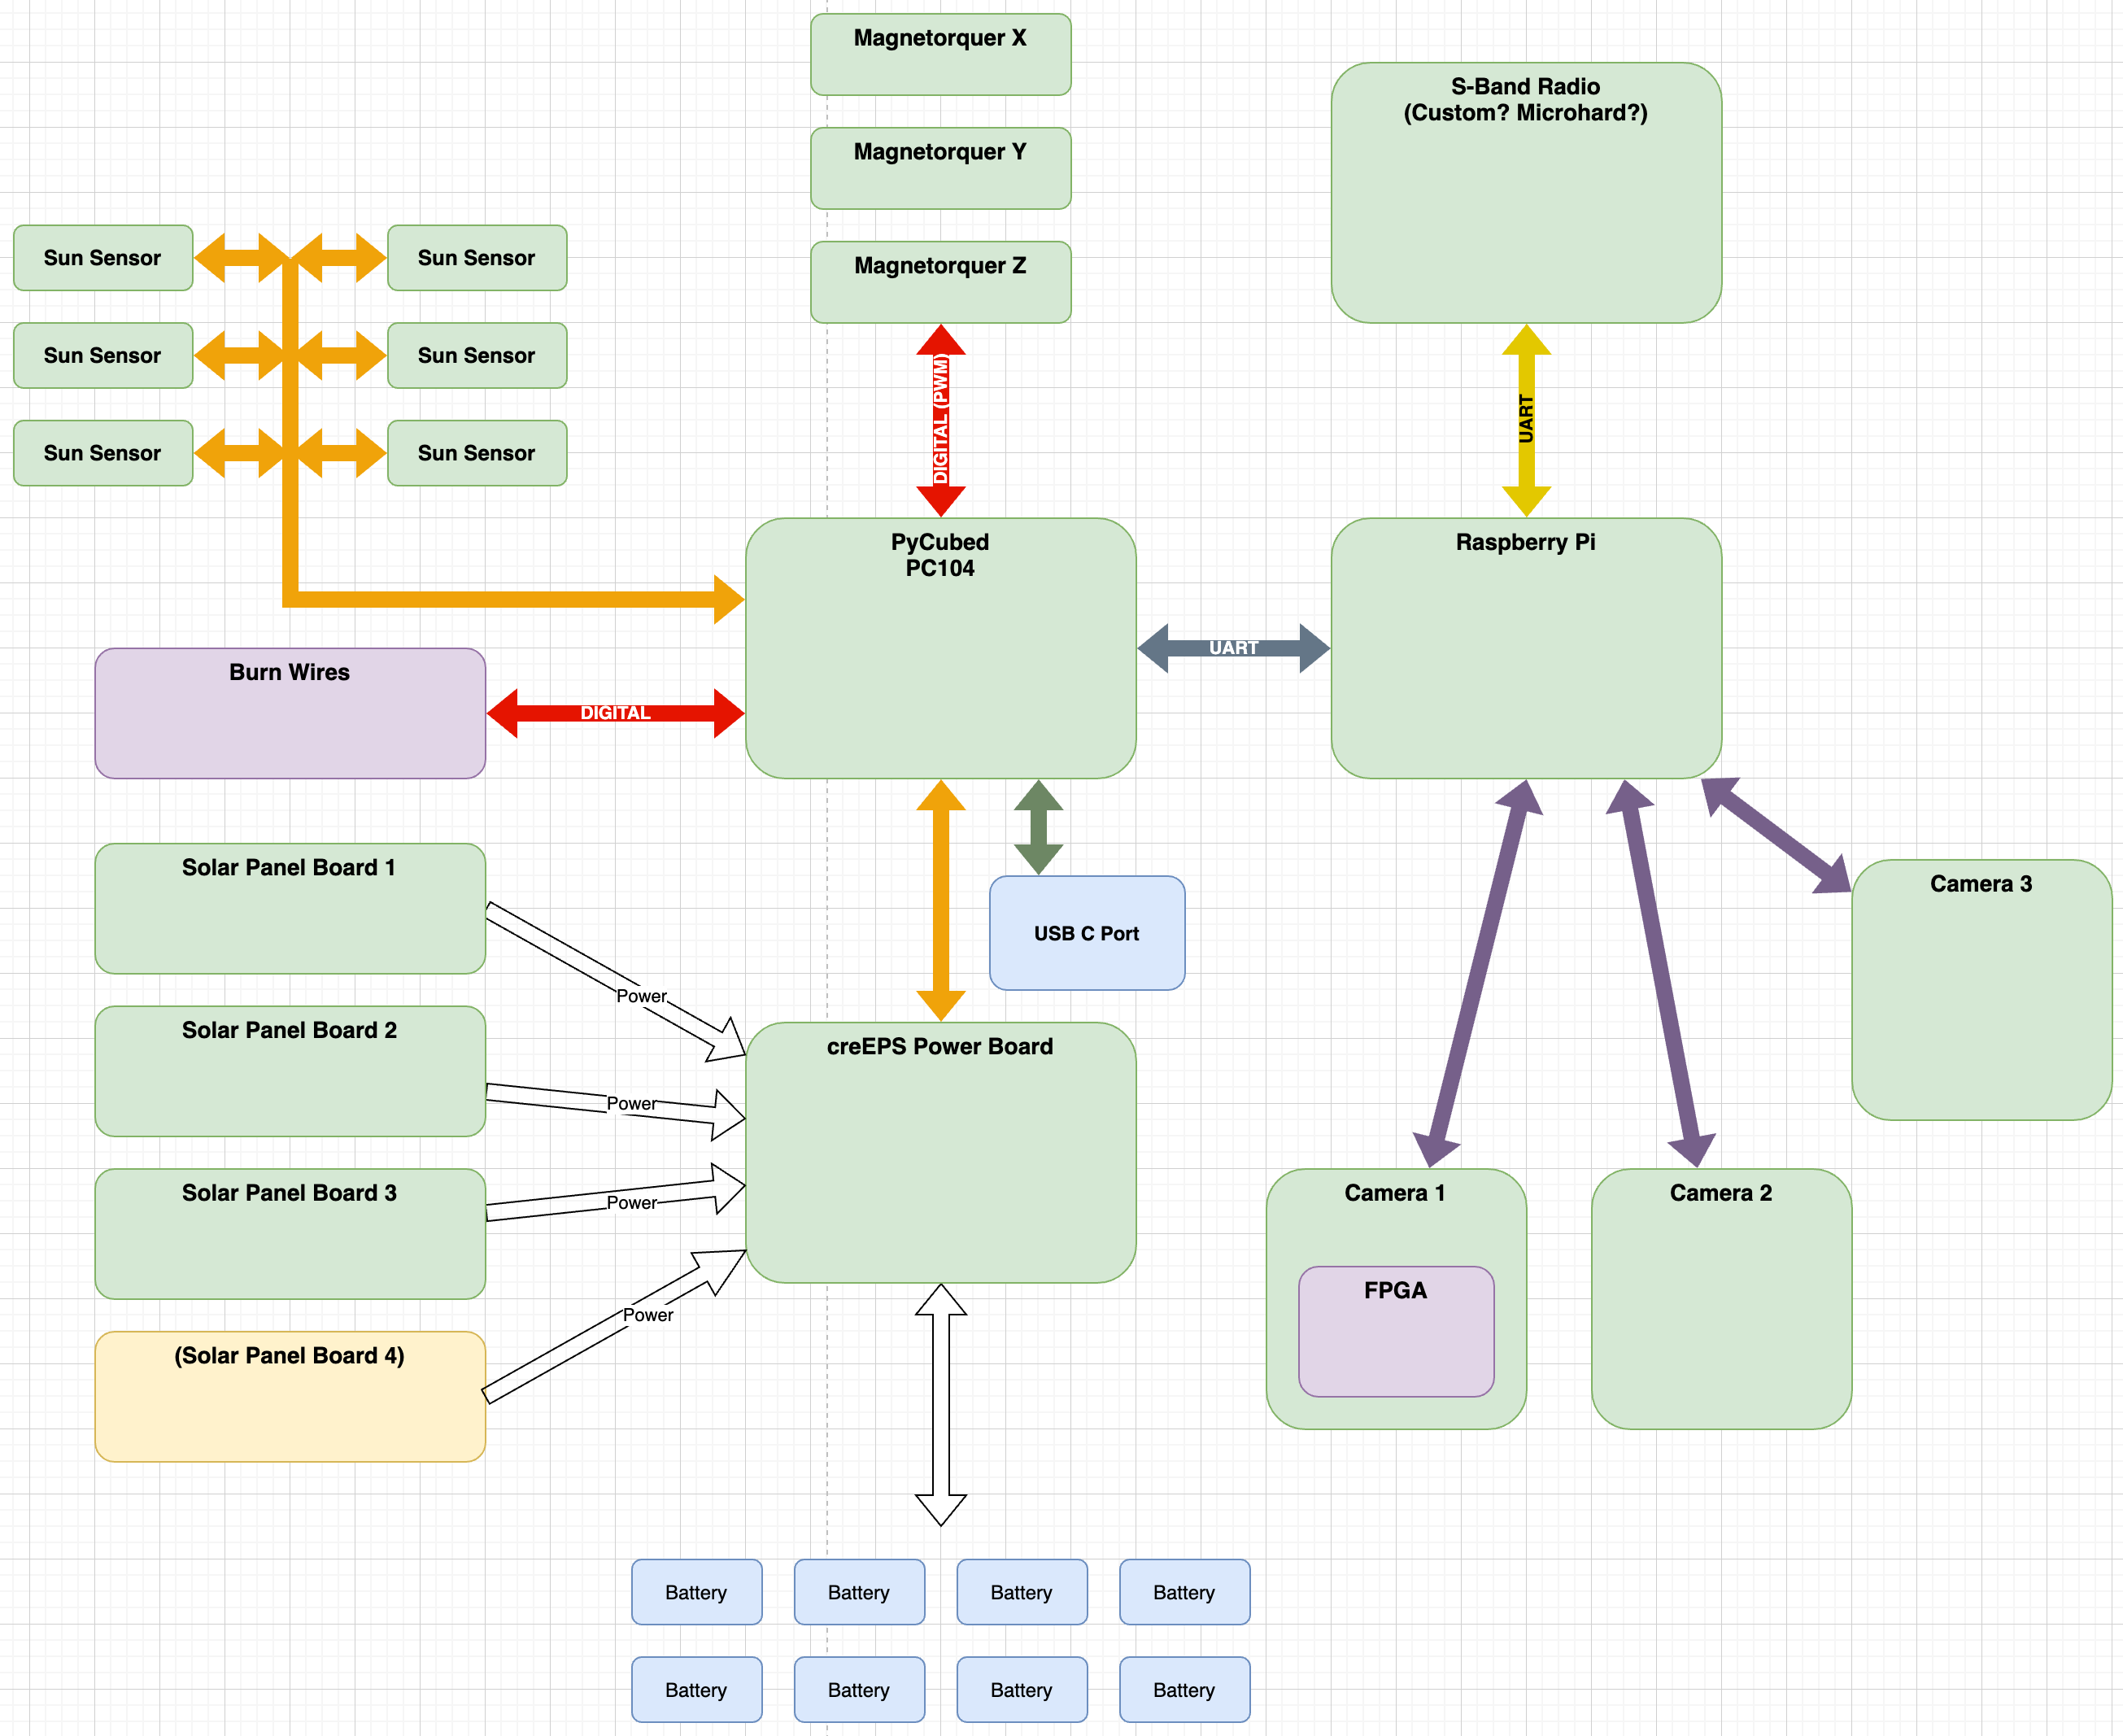 Magnetorquer X
S-Band Radio
(Custom? Microhard?)
Magnetorquer Y
Sun Sensor
Sun Sensor
Magnetorquer Z
Sun Sensor
Sun Sensor
DIGITAL (PWM)
UART
Sun Sensor
Sun Sensor
PyCubed
PC104
Raspberry Pi
UART
Burn Wires
DIGITAL
Solar Panel Board 1
Camera 3
USB C Port
Power
Solar Panel Board 2
creEPS Power Board
Power
Solar Panel Board 3
Power
Camera 1
Camera 2
FPGA
Power
(Solar Panel Board 4)
Battery
Battery
Battery
Battery
Battery
Battery
Battery
Battery